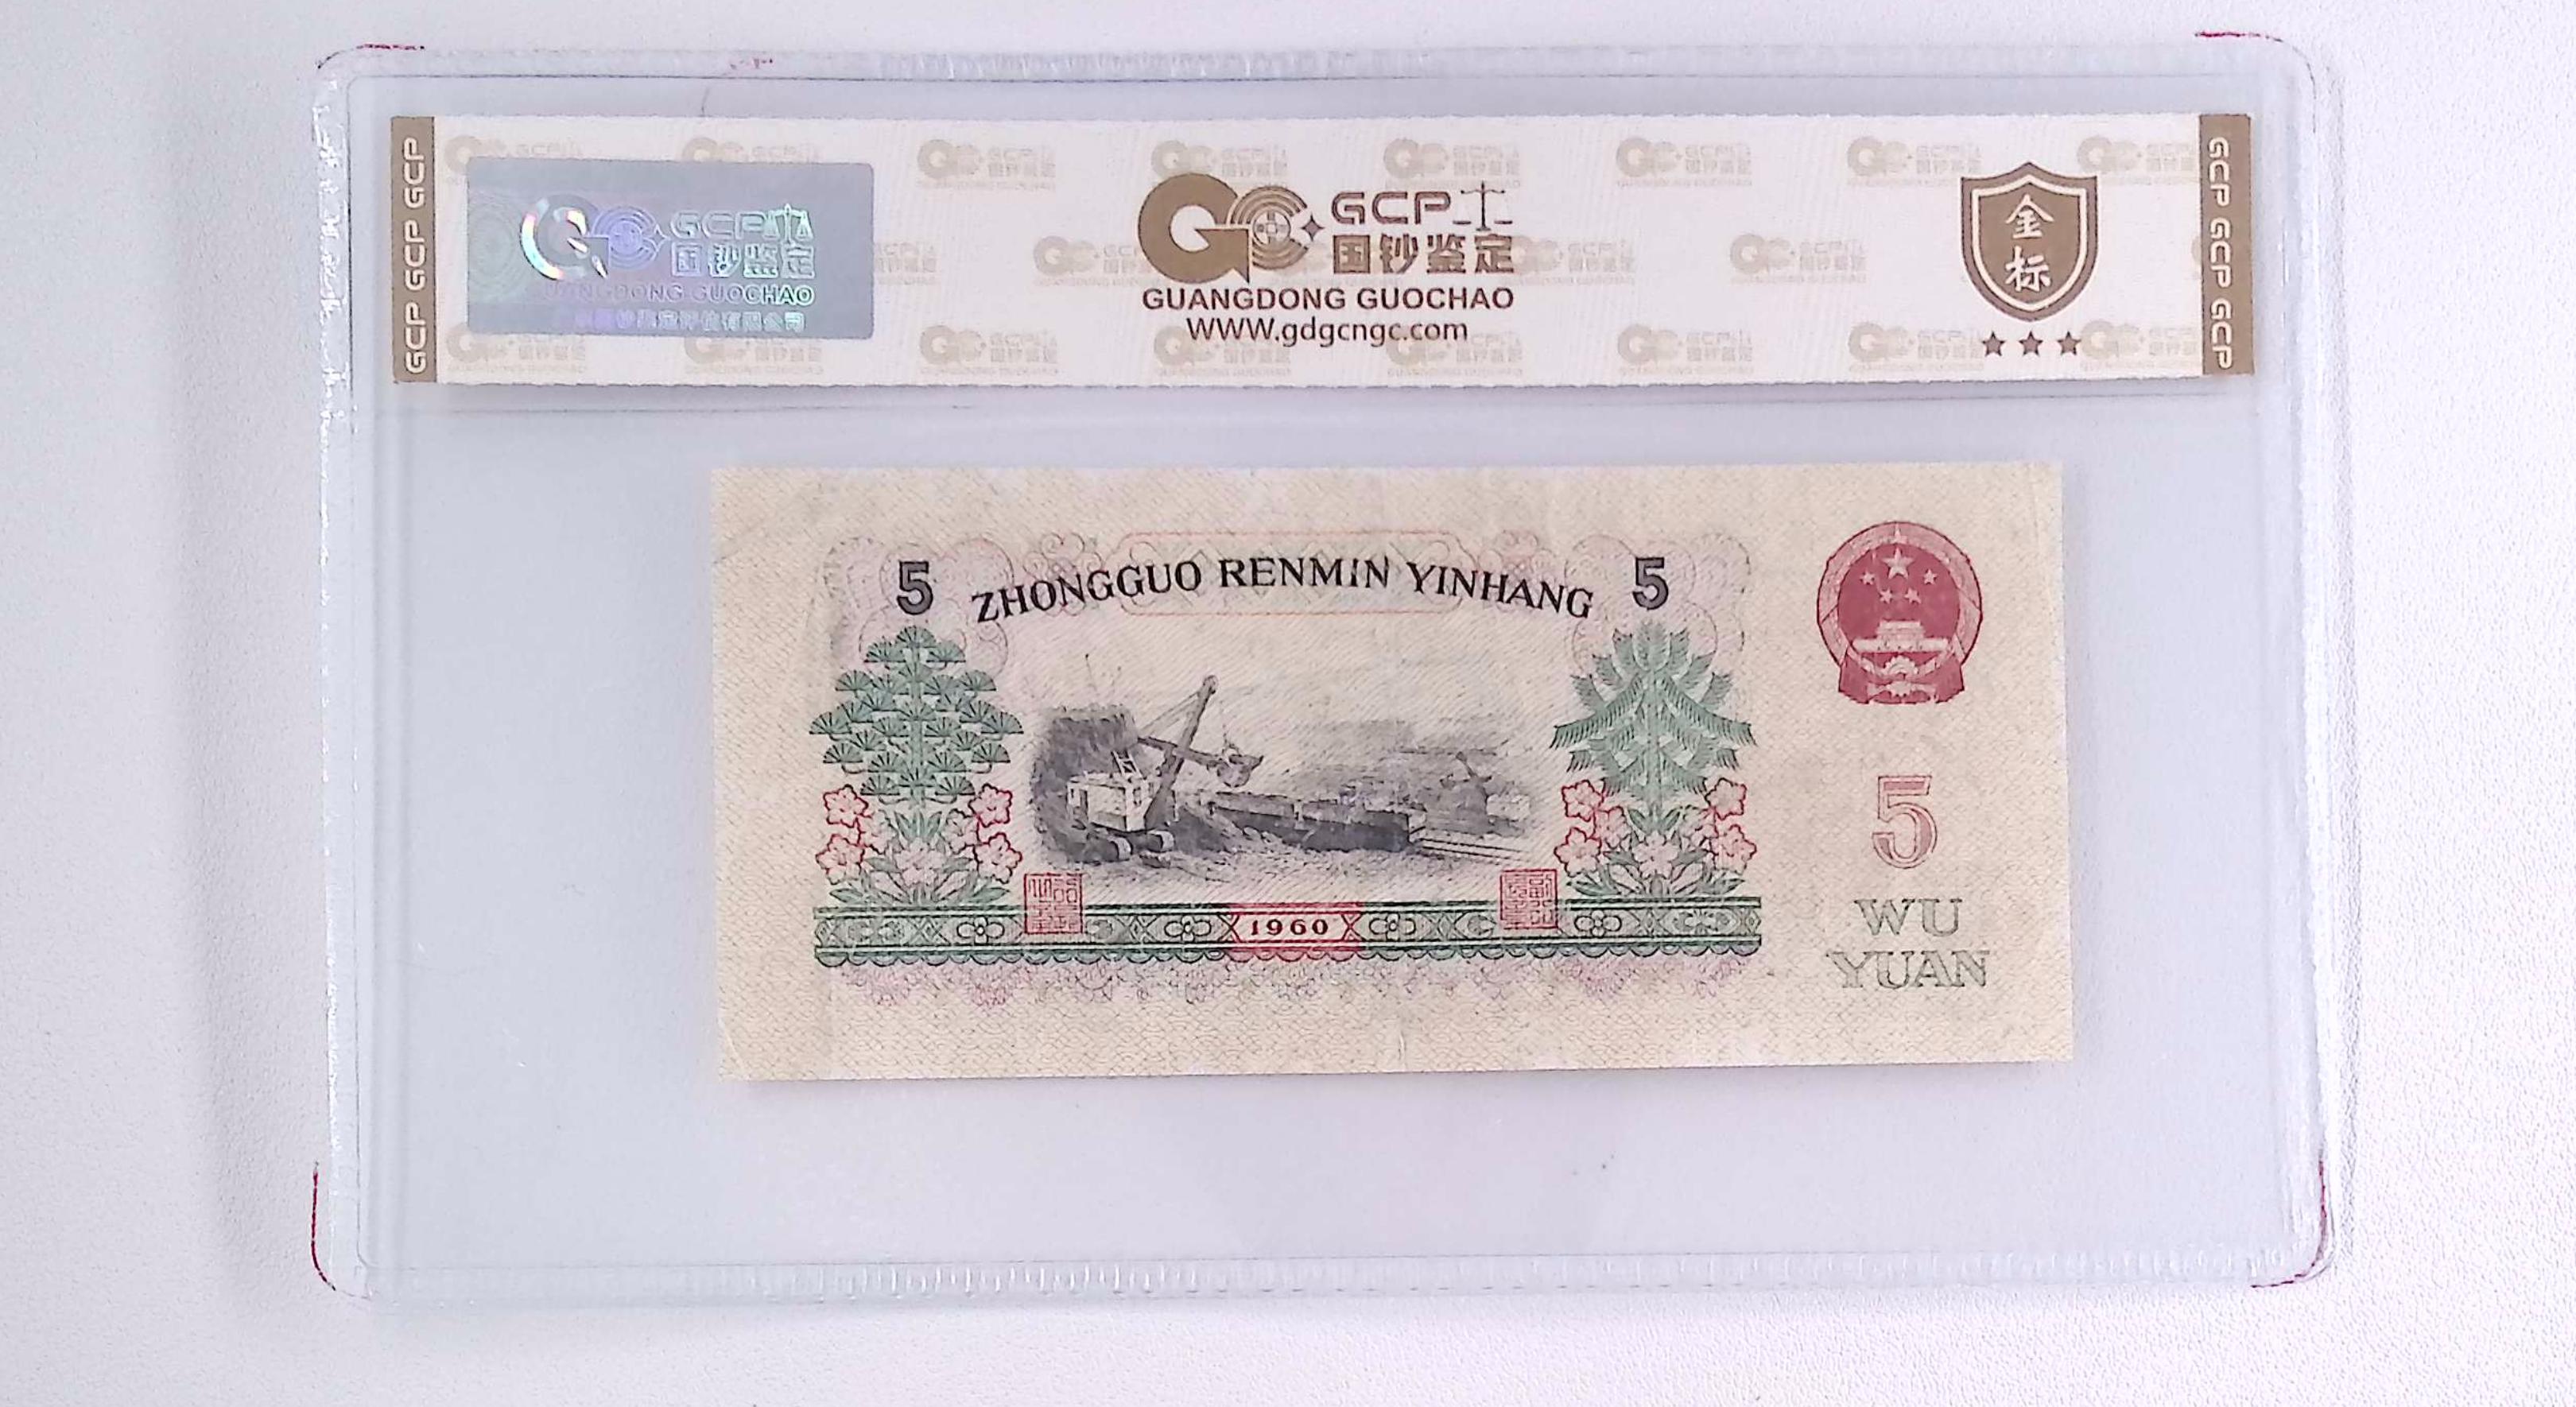 GCP GCP GCP
GCP
国钞鉴定
GUANGDONG GUOCHAO
GCP
国钞鉴定
GUANGDONG GUOCHAO
WWW.gdgcngc.com
金
标
GCP GCP GCP
5 ZHONGGUO RENMIN YINHANG 5
1960
5
WU
YUAN